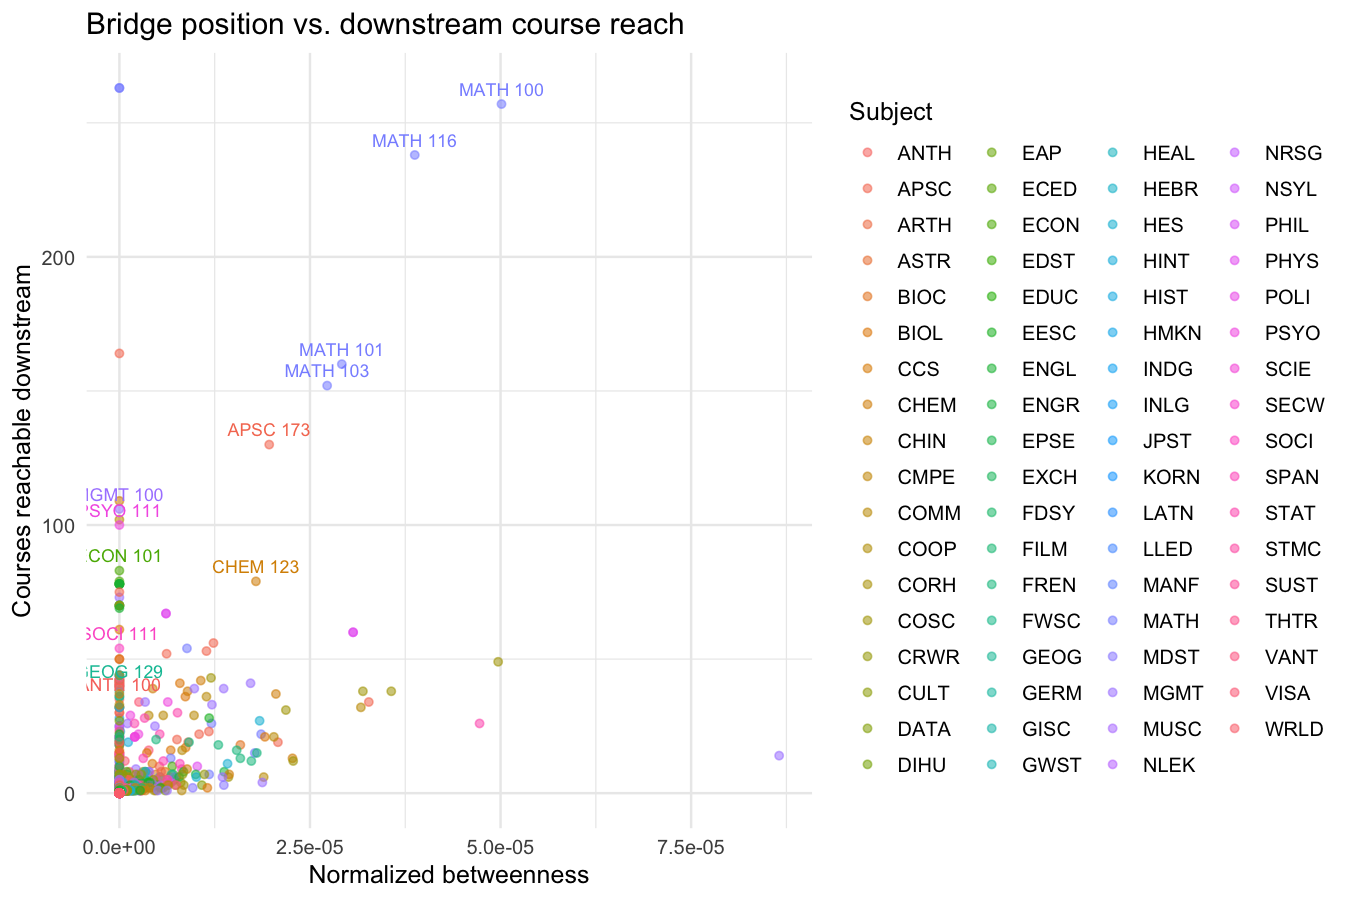 Bridge position vs. downstream course reach
Courses reachable downstream
200
100
0
MATH 100
MATH 116
MATH 101
MATH 103
APSC 173
GMT 100
PSYO 111
CON 101
CHEM 123
SOCI 111
GEOG 129
ANTH 100
0.0e+00 2.5e-05 5.0e-05 7.5e-05
Normalized betweenness
Subject
ANTH EAP HEAL NRSG
APSC ECED HEBR NSYL
ARTH ECON HES PHIL
ASTR EDST HINT PHYS
BIOC EDUC HIST POLI
BIOL EESC HMKN PSYO
CCS ENGL INDG SCIE
CHEM ENGR INLG SECW
CHIN EPSE JPST SOCI
CMPE EXCH KORN SPAN
COMM FDSY LATN STAT
COOP FILM LLED STMC
CORH FREN MANF SUST
COSC FWSC MATH THTR
CRWR GEOG MDST VANT
CULT GERM MGMT VISA
DATA GISC MUSC WRLD
DIHU GWST NLEK